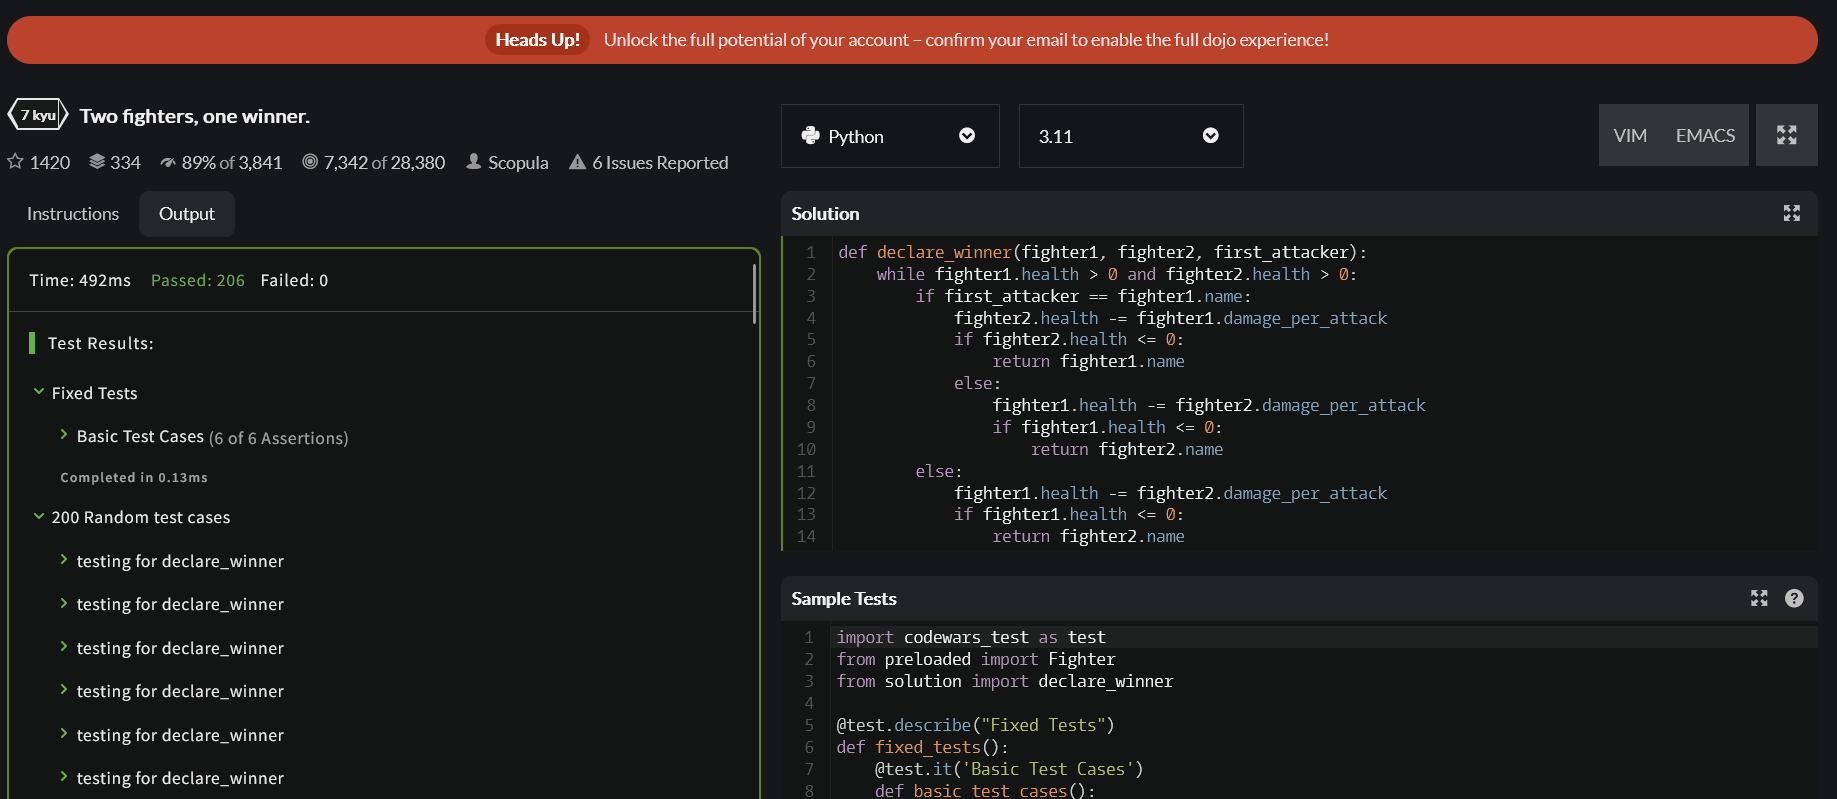 Heads Up! Unlock the full potential of your account – confirm your email to enable the full dojo experience!
7 kyu Two fighters, one winner.
1420 334 89% of 3,841 7,342 of 28,380 Scopula 6 Issues Reported
Python 3.11 VIM EMACS
Instructions Output
Time: 492ms Passed: 206 Failed: 0
Test Results:
Fixed Tests
Basic Test Cases (6 of 6 Assertions)
Completed in 0.13ms
200 Random test cases
testing for declare_winner
testing for declare_winner
testing for declare_winner
testing for declare_winner
testing for declare_winner
testing for declare_winner
Solution
1 def declare_winner(fighter1, fighter2, first_attacker):
2     while fighter1.health > 0 and fighter2.health > 0:
3         if first_attacker == fighter1.name:
4             fighter2.health -= fighter1.damage_per_attack
5             if fighter2.health <= 0:
6                 return fighter1.name
7             else:
8                 fighter1.health -= fighter2.damage_per_attack
9                 if fighter1.health <= 0:
10                     return fighter2.name
11         else:
12             fighter1.health -= fighter2.damage_per_attack
13             if fighter1.health <= 0:
14                 return fighter2.name
Sample Tests ?
1 import codewars_test as test
2 from preloaded import Fighter
3 from solution import declare_winner
4
5 @test.describe("Fixed Tests")
6 def fixed_tests():
7     @test.it('Basic Test Cases')
8     def basic_test_cases():